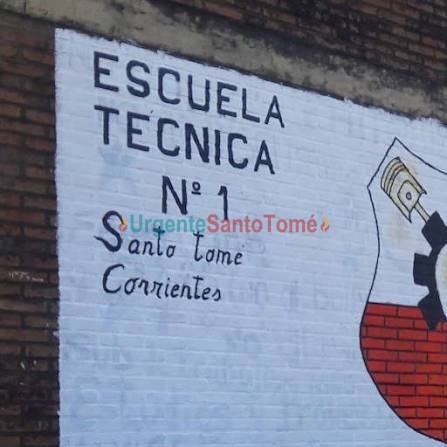 ESCUELA
TECNICA
Nº 1
UrgenteSantoTomé
Santo tomé
Corrientes